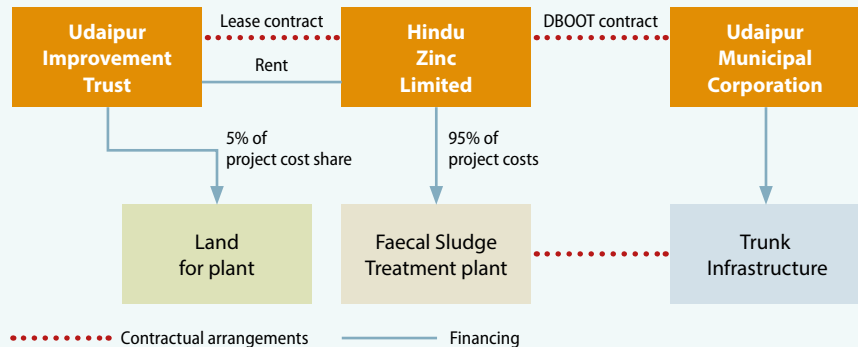 Udaipur
Improvement
Trust
Lease contract
Rent
Hindu
Zinc
Limited
DBOOT contract
Udaipur
Municipal
Corporation
5% of
project cost share
95% of
project costs
Land
for plant
Faecal Sludge
Treatment plant
Trunk
Infrastructure
Contractual arrangements
Financing